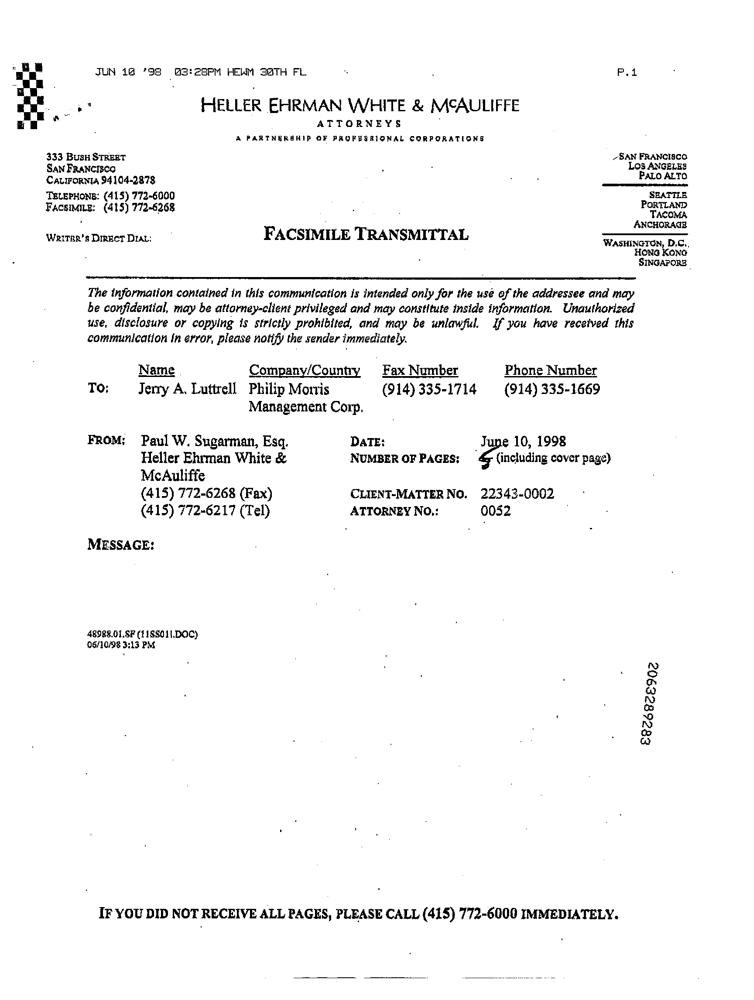 JUN 10 '98 03:28PM HEWM 30TH FL P.1
HELLER EHRMAN WHITE & MCAULIFFE
ATTORNEYS
A PARTNERSHIP OF PROFESSIONAL CORPORATIONS
333 BUSH STREET
SAN FRANCISCO
CALIFORNIA 94104-2878
TELEPHONE: (415) 772-6000
FACSIMILE: (415) 772-6268
WRITER'S DIRECT DIAL:
SAN FRANCISCO
LOS ANGELES
PALO ALTO
SEATTLE
PORTLAND
TACOMA
ANCHORAGE
WASHINGTON, D.C.
HONG KONG
SINGAPORE
FACSIMILE TRANSMITTAL
The information contained in this communication is intended only for the use of the addressee and may
be confidential, may be attorney-client privileged and may constitute inside information. Unauthorized
use, disclosure or copying is strictly prohibited, and may be unlawful. If you have received this
communication in error, please notify the sender immediately.
Name Company/Country Fax Number Phone Number
TO: Jerry A. Luttrell Philip Morris (914) 335-1714 (914) 335-1669
Management Corp.
FROM: Paul W. Sugarman, Esq. DATE: June 10, 1998
Heller Ehrman White & NUMBER OF PAGES: 5 (including cover page)
McAuliffe
(415) 772-6268 (Fax) CLIENT-MATTER NO. 22343-0002
(415) 772-6217 (Tel) ATTORNEY NO.: 0052
MESSAGE:
48988.01.SF (11SS01!.DOC)
06/10/98 3:13 PM
2063289283
IF YOU DID NOT RECEIVE ALL PAGES, PLEASE CALL (415) 772-6000 IMMEDIATELY.